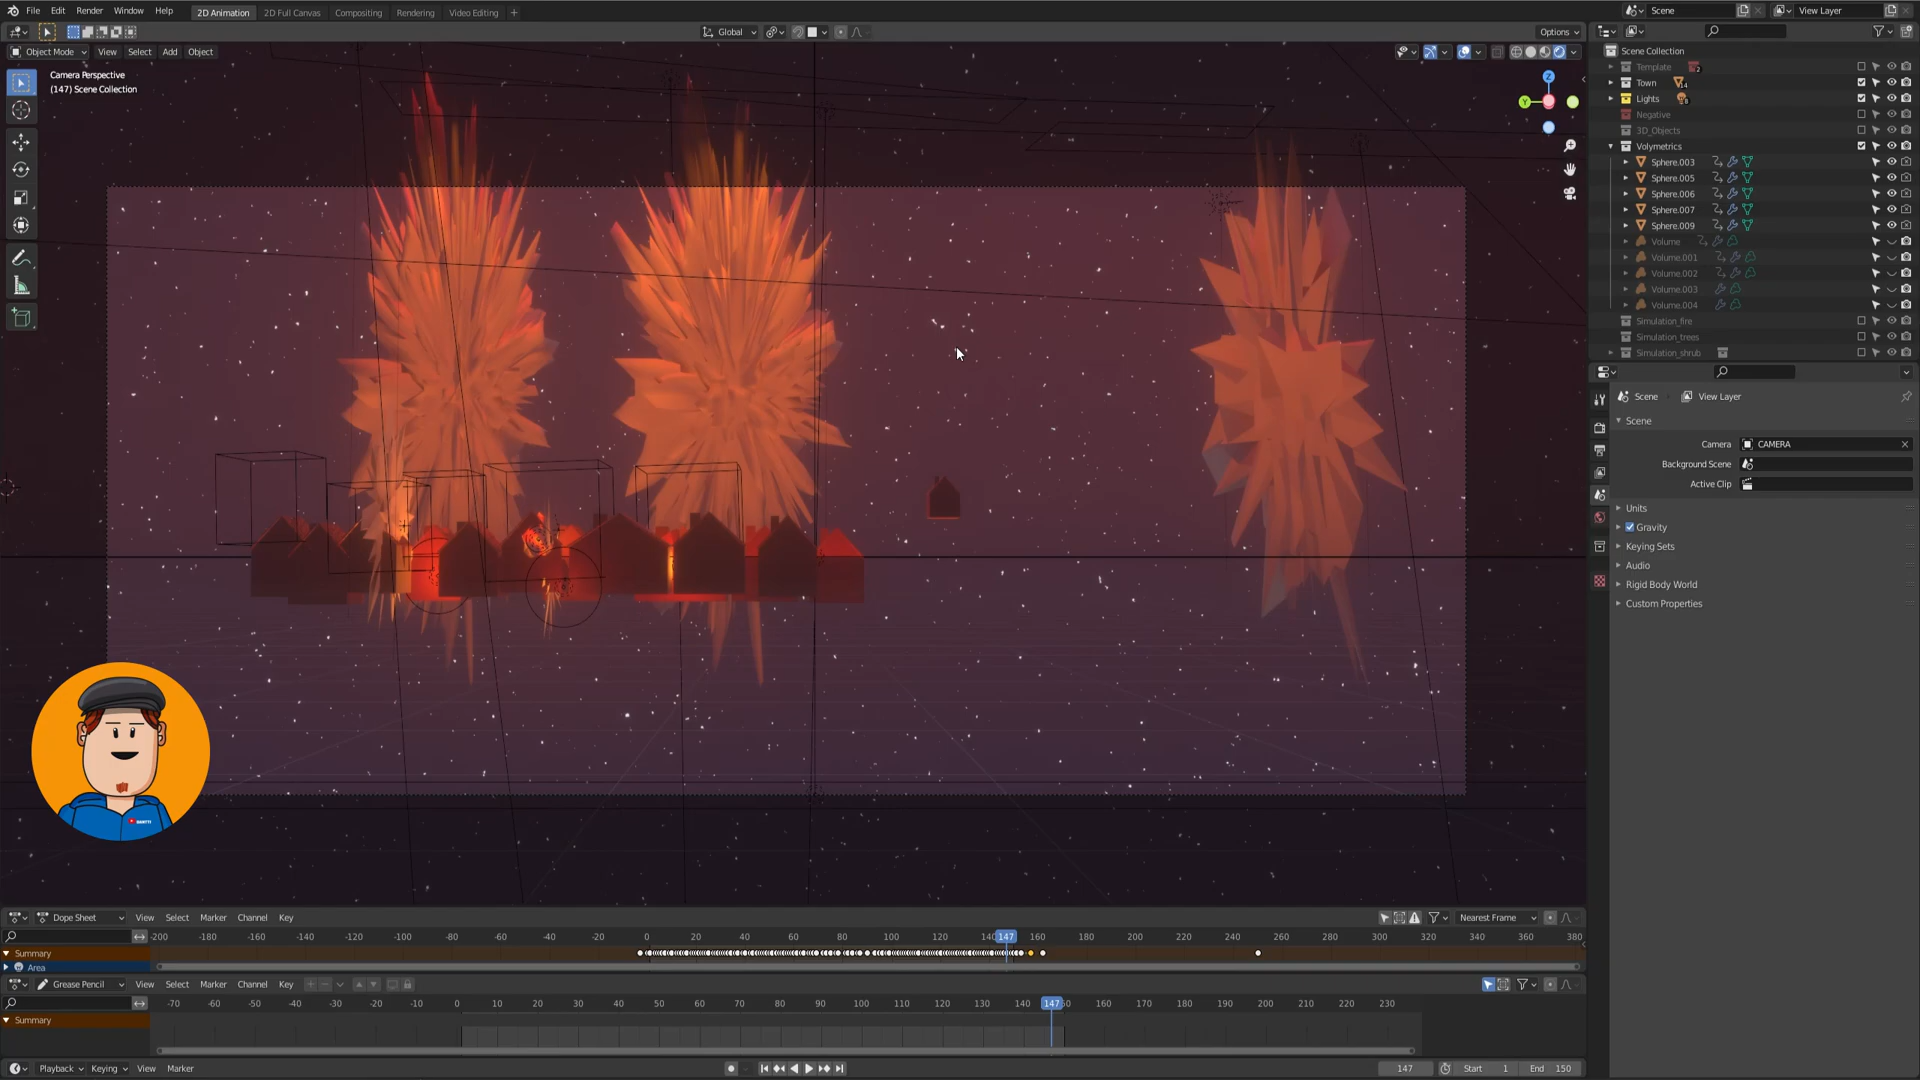 File Edit Render Window Help 2D Animation 2D Full Canvas Compositing Rendering Video Editing + Scene View Layer
Global Options
Object Mode View Select Add Object
Camera Perspective
(147) Scene Collection
Z
Y
Scene Collection
Template 2
Town 14
Lights 8
Negative
3D_Objects
Volymetrics
Sphere.003
Sphere.005
Sphere.006
Sphere.007
Sphere.009
Volume
Volume.001
Volume.002
Volume.003
Volume.004
Simulation_fire
Simulation_trees
Simulation_shrub
Scene View Layer
Scene
Camera CAMERA
Background Scene
Active Clip
Units
Gravity
Keying Sets
Audio
Rigid Body World
Custom Properties
Dope Sheet View Select Marker Channel Key Nearest Frame
-200 -180 -160 -140 -120 -100 -80 -60 -40 -20 0 20 40 60 80 100 120 140 147 160 180 200 220 240 260 280 300 320 340 360 380
Summary
Area
Grease Pencil View Select Marker Channel Key
-70 -60 -50 -40 -30 -20 -10 0 10 20 30 40 50 60 70 80 90 100 110 120 130 140 147 160 170 180 190 200 210 220 230
Summary
Playback Keying View Marker 147 Start 1 End 150